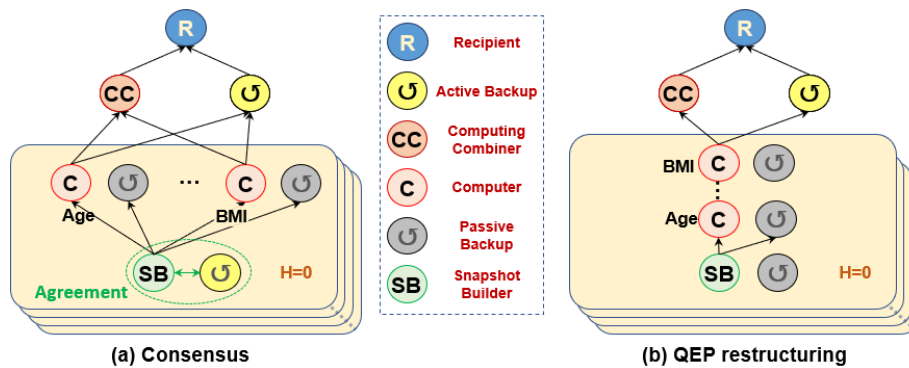 R
CC
↺
C
↺
...
C
↺
Age
BMI
SB
↺
Agreement
H=0
(a) Consensus
R
Recipient
↺
Active Backup
CC
Computing
Combiner
C
Computer
↺
Passive
Backup
SB
Snapshot
Builder
R
CC
↺
BMI
C
↺
⋮
Age
C
↺
SB
↺
H=0
(b) QEP restructuring